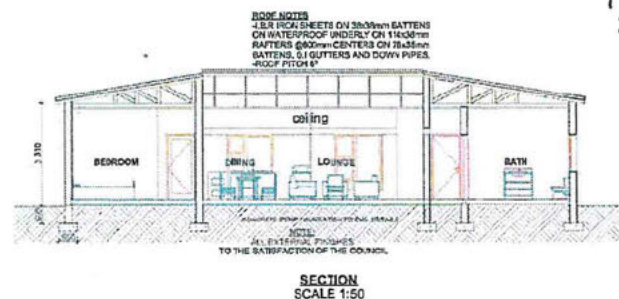 ROOF NOTES
-I.B.R IRON SHEETS ON 38x38mm BATTENS
ON WATERPROOF UNDERLY ON 114x38mm
RAFTERS @600mm CENTERS ON 76x38mm
BATTENS, G.I GUTTERS AND DOWN PIPES.
-ROOF PITCH 6°
ceiling
BEDROOM
DINING
LOUNGE
BATH
NOTE:
ALL EXTERNAL FINISHES
TO THE SATISFACTION OF THE COUNCIL.
SECTION
SCALE 1:50